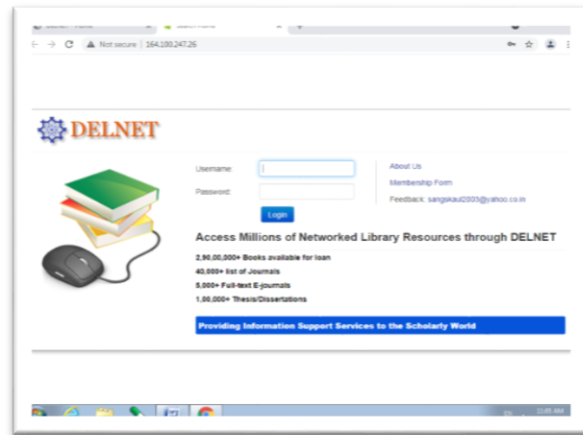 Not secure | 164.100.247.26
DELNET
Username:
Password:
Login
About Us
Membership Form
Feedback: sangskaul2003@yahoo.co.in
Access Millions of Networked Library Resources through DELNET
2,90,00,000+ Books available for loan
40,000+ list of Journals
5,000+ Full-text E-journals
1,00,000+ Thesis/Dissertations
Providing Information Support Services to the Scholarly World